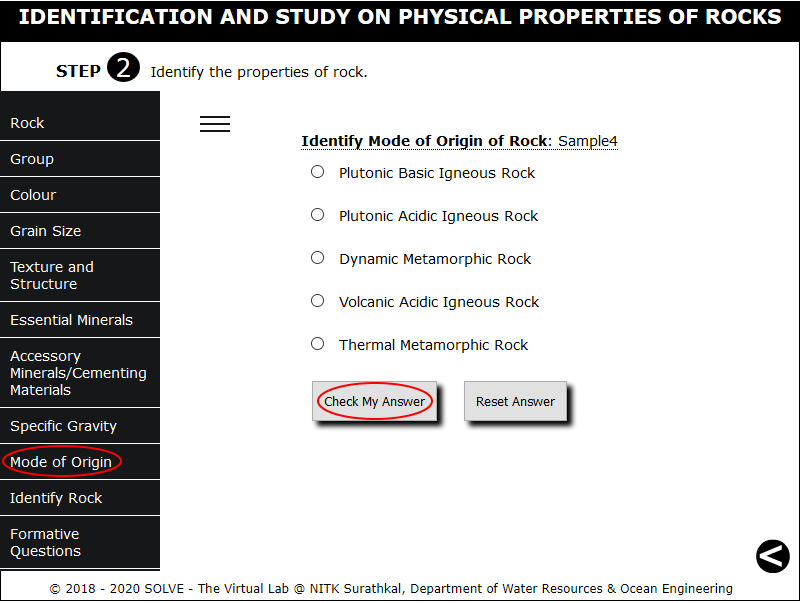 IDENTIFICATION AND STUDY ON PHYSICAL PROPERTIES OF ROCKS
STEP 2 Identify the properties of rock.
Rock
Group
Colour
Grain Size
Texture and
Structure
Essential Minerals
Accessory
Minerals/Cementing
Materials
Specific Gravity
Mode of Origin
Identify Rock
Formative
Questions
Identify Mode of Origin of Rock: Sample4
Plutonic Basic Igneous Rock
Plutonic Acidic Igneous Rock
Dynamic Metamorphic Rock
Volcanic Acidic Igneous Rock
Thermal Metamorphic Rock
Check My Answer Reset Answer
© 2018 - 2020 SOLVE - The Virtual Lab @ NITK Surathkal, Department of Water Resources & Ocean Engineering